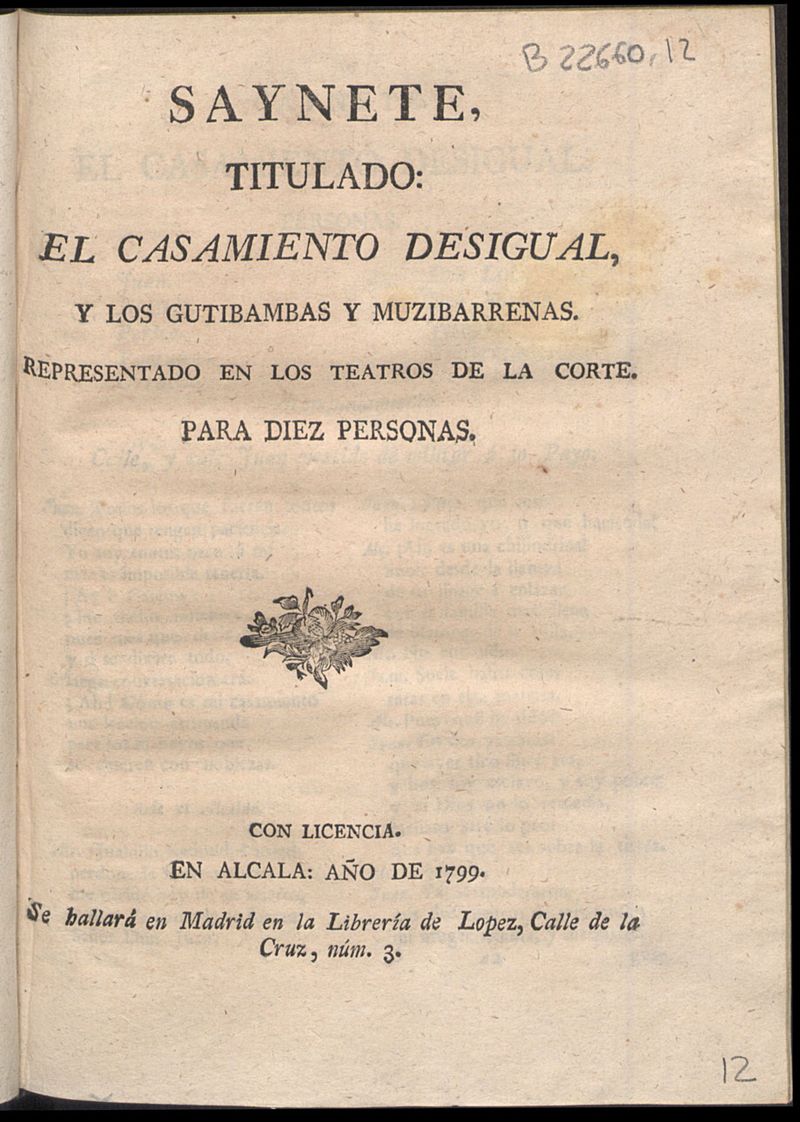 B 22660, 12
SAYNETE,
TITULADO:
EL CASAMIENTO DESIGUAL,
Y LOS GUTIBAMBAS Y MUZIBARRENAS.
REPRESENTADO EN LOS TEATROS DE LA CORTE.
PARA DIEZ PERSONAS.
CON LICENCIA.
EN ALCALA: AÑO DE 1799.
Se hallará en Madrid en la Librería de Lopez, Calle de la
Cruz, núm. 3.
12